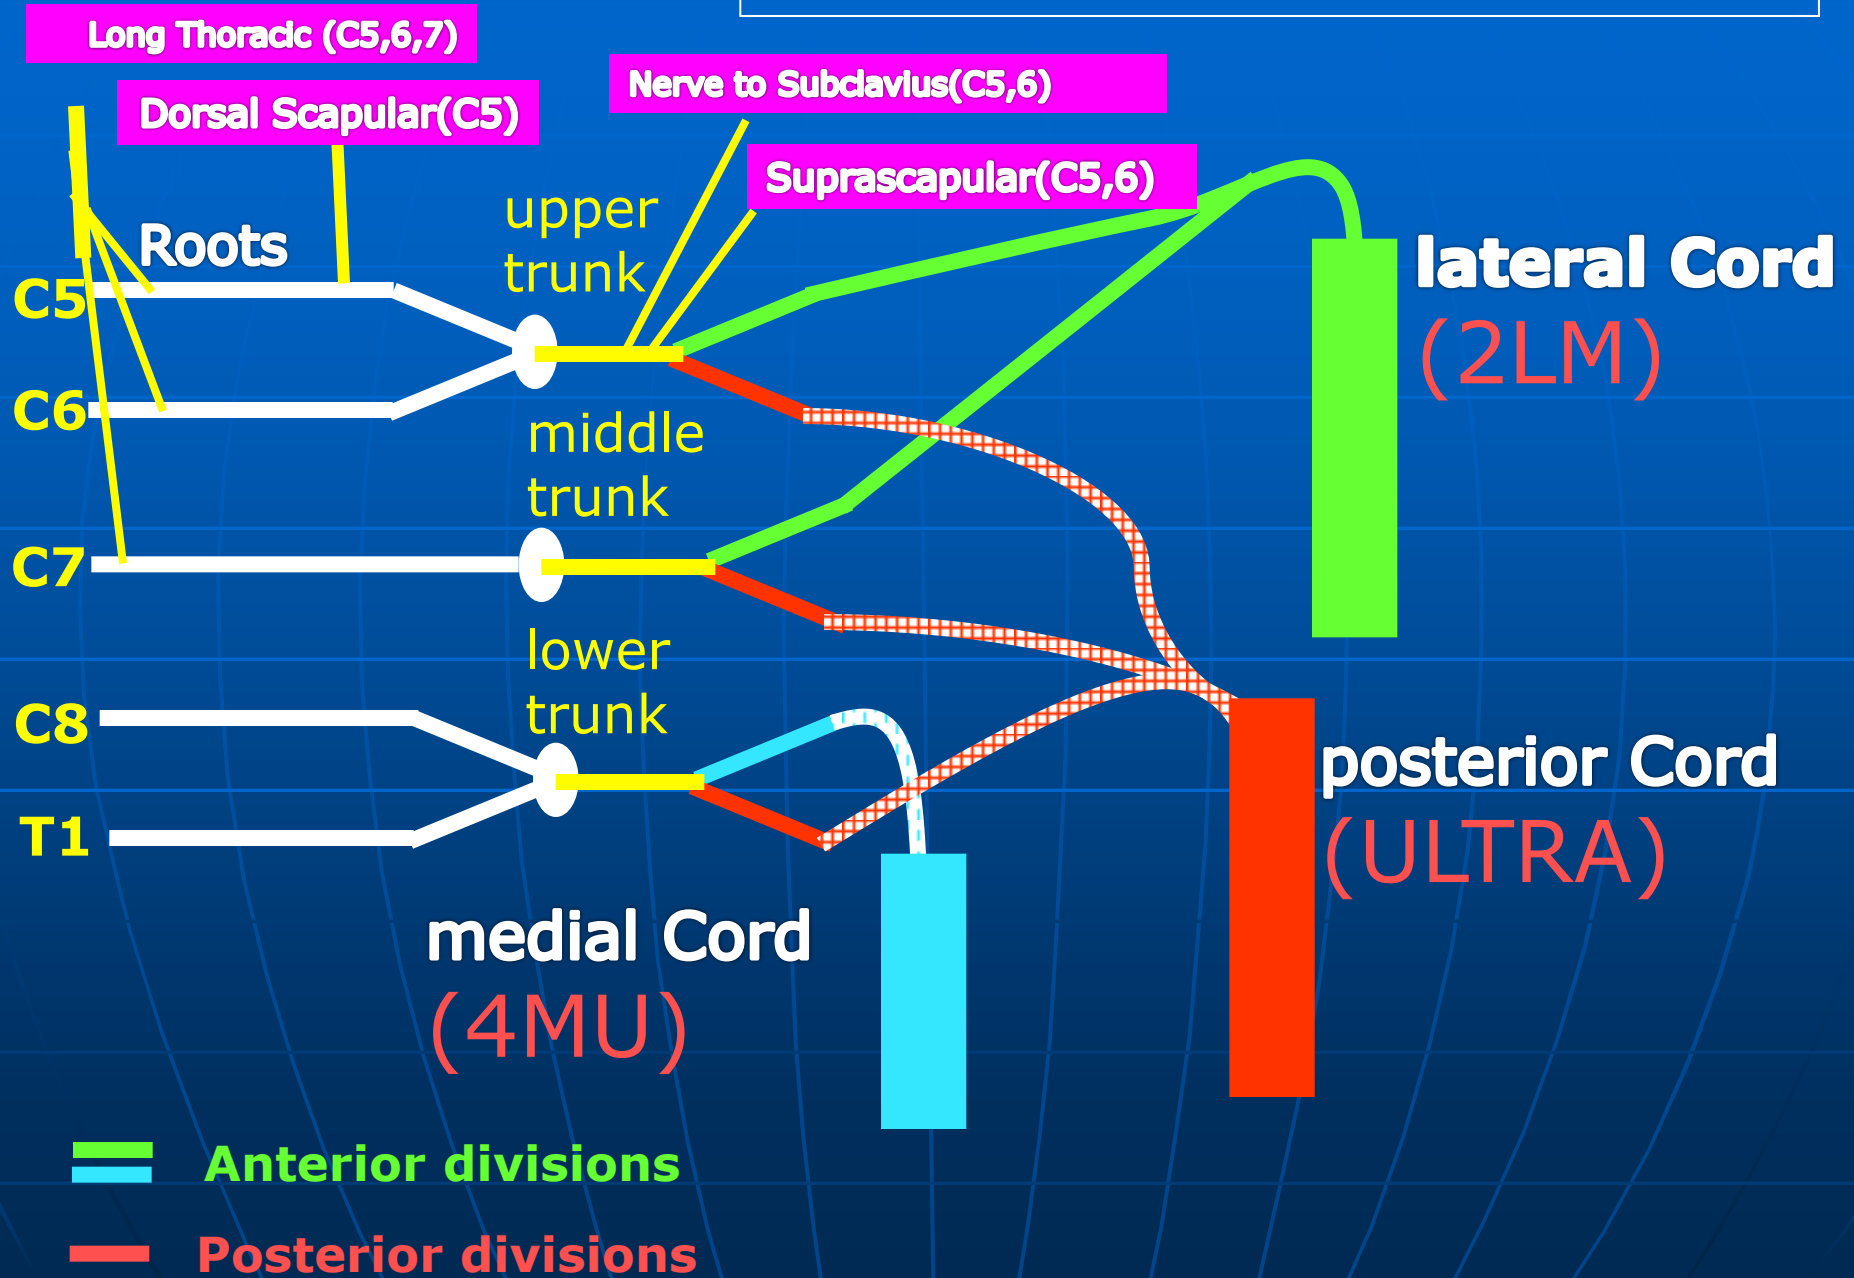 Long Thoracic (C5,6,7)
Dorsal Scapular(C5)
Nerve to Subclavius(C5,6)
Suprascapular(C5,6)
Roots
upper
trunk
C5
lateral Cord
(2LM)
C6
middle
trunk
C7
lower
trunk
C8
posterior Cord
(ULTRA)
T1
medial Cord
(4MU)
Anterior divisions
Posterior divisions